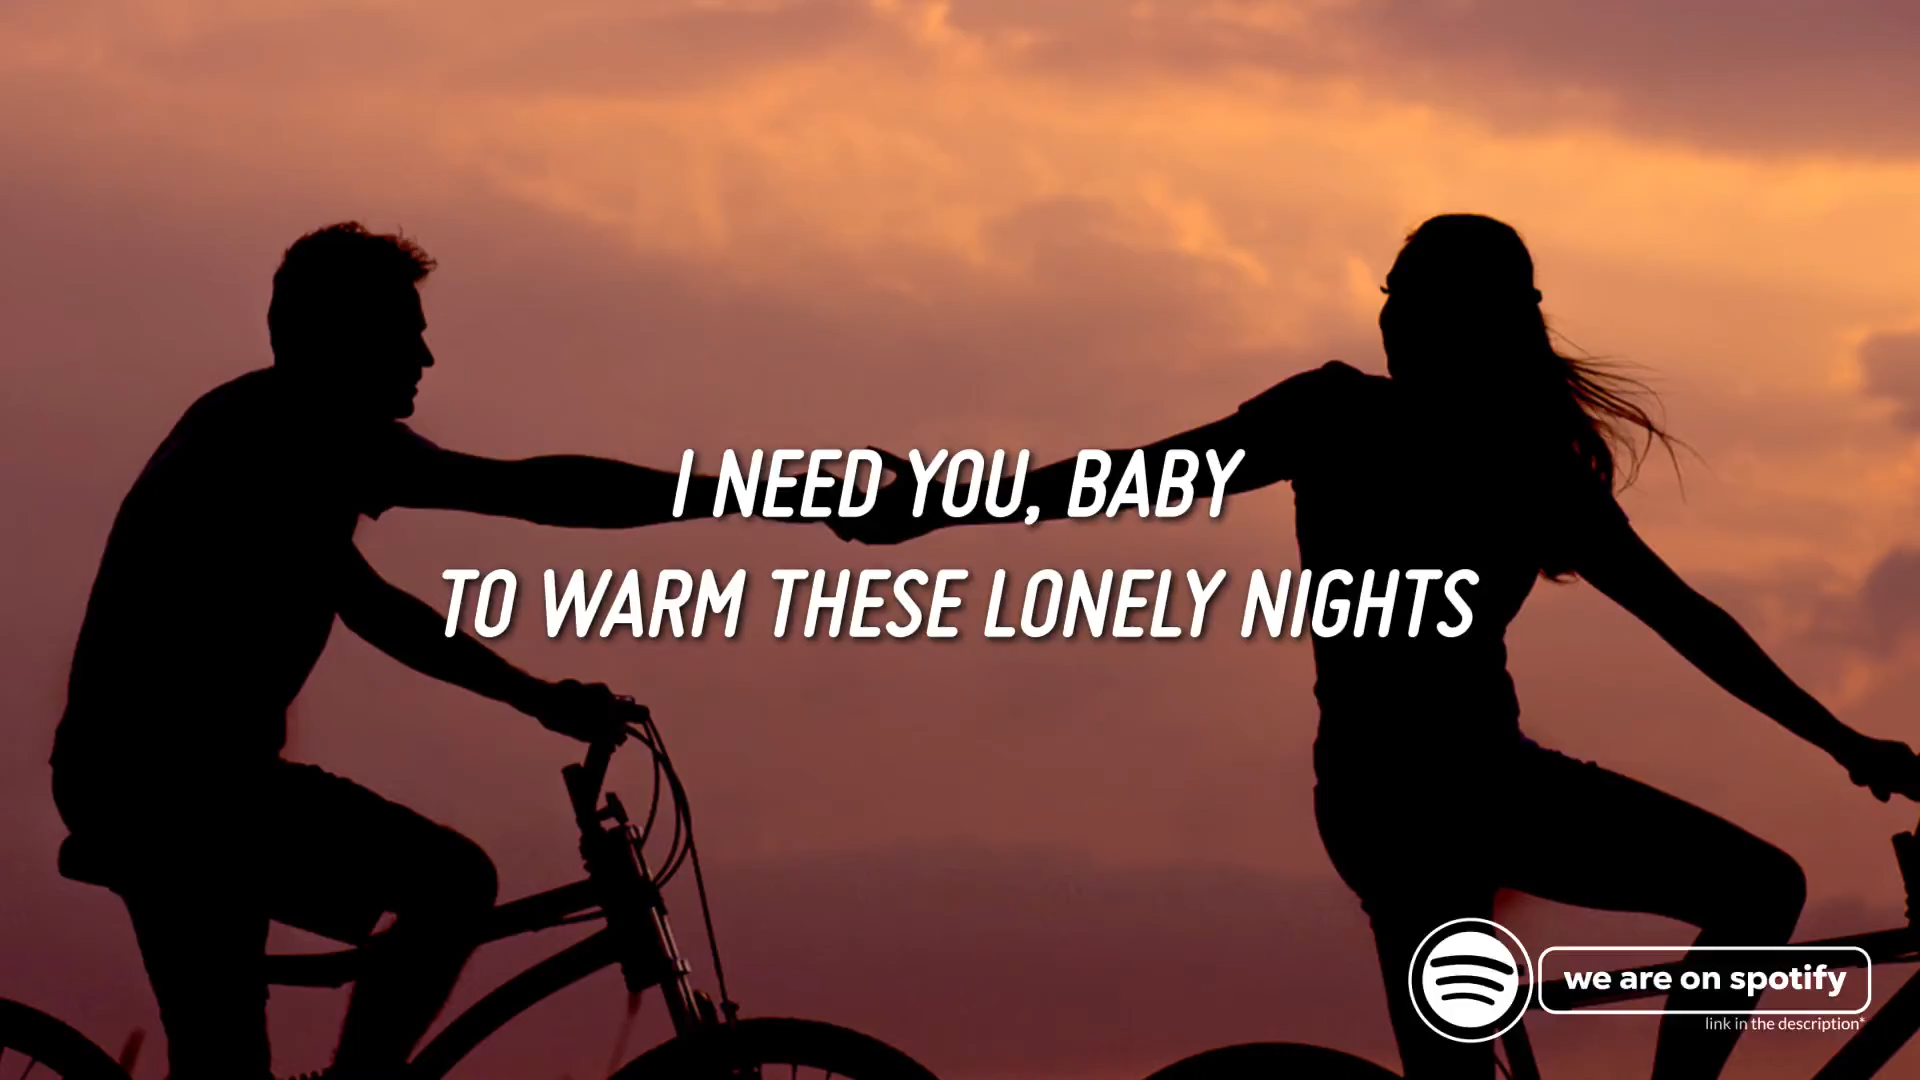 I NEED YOU, BABY
TO WARM THESE LONELY NIGHTS
we are on spotify
link in the description*